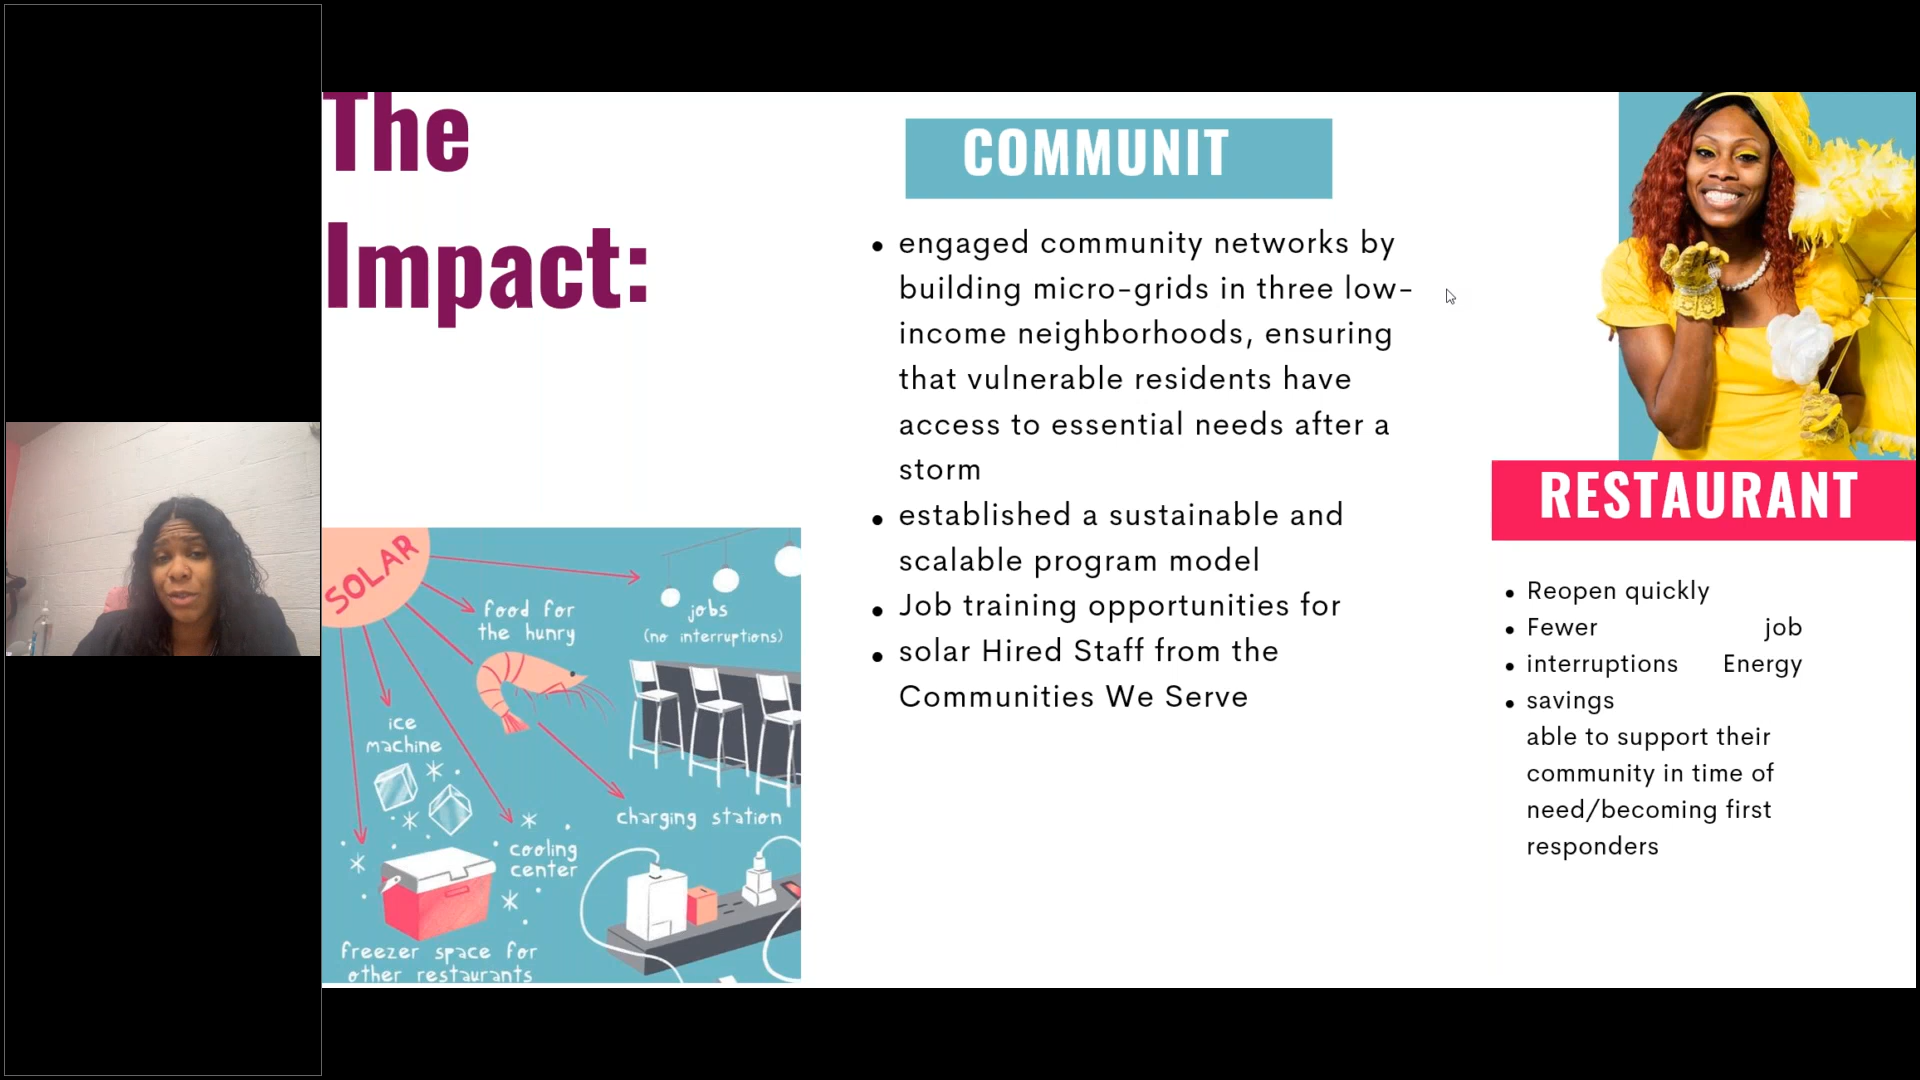 The
Impact:
COMMUNIT
engaged community networks by
building micro-grids in three low-
income neighborhoods, ensuring
that vulnerable residents have
access to essential needs after a
storm
established a sustainable and
scalable program model
Job training opportunities for
solar Hired Staff from the
Communities We Serve
RESTAURANT
Reopen quickly
Fewer job
interruptions Energy
savings
able to support their
community in time of
need/becoming first
responders
SOLAR
food for
the hunry
jobs
(no interruptions)
ice
machine
charging station
cooling
center
freezer space for
other restaurants